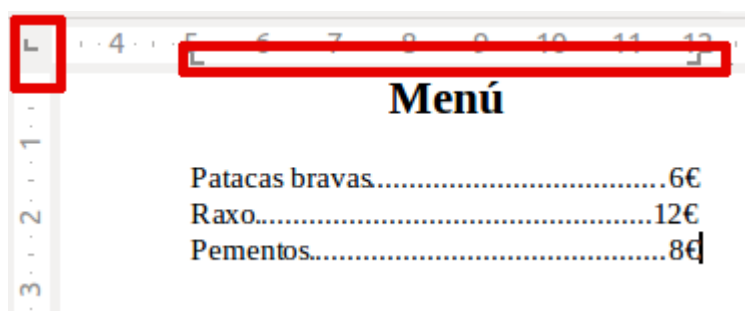 4 5 6 7 8 9 10 11 12
Menú
1
Patacas bravas.......................................6€
2
Raxo....................................................12€
Pementos.............................................8€
3